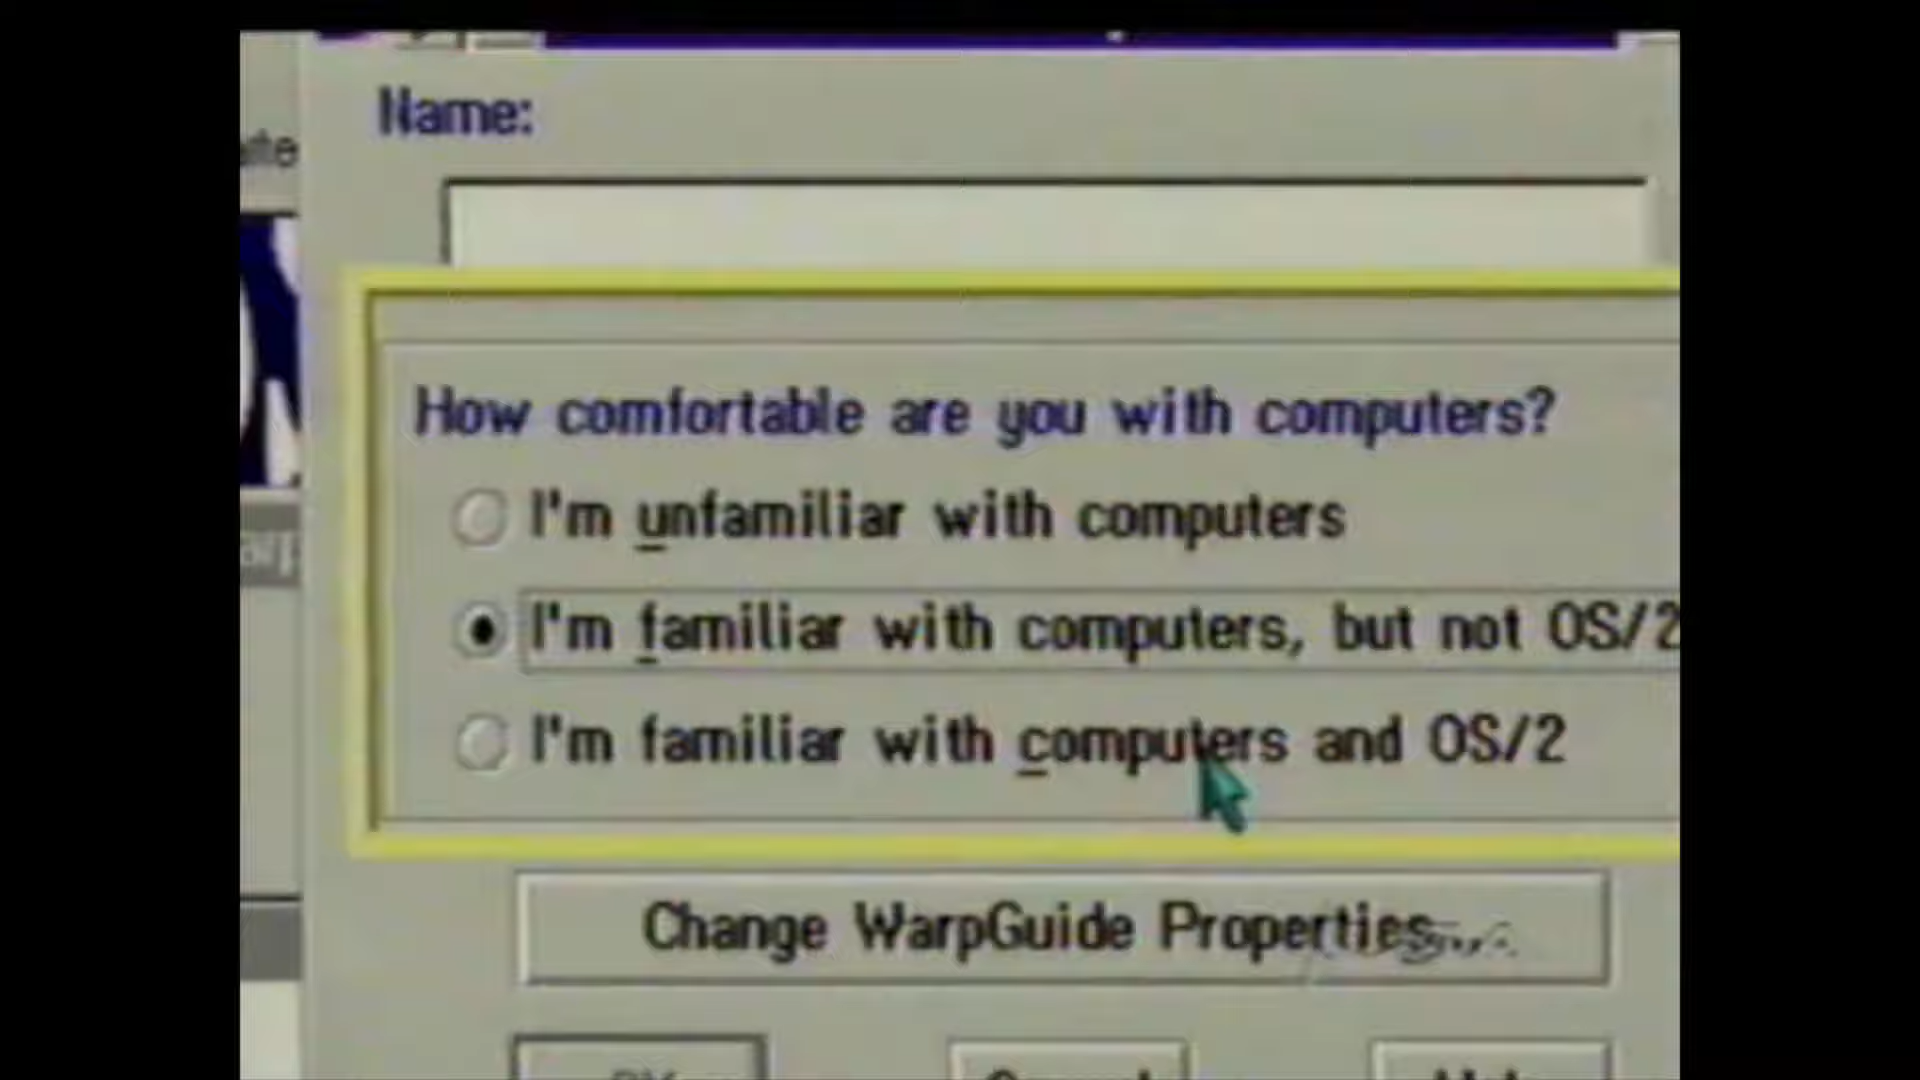 Name:
How comfortable are you with computers?
I'm unfamiliar with computers
I'm familiar with computers, but not OS/2
I'm familiar with computers and OS/2
Change WarpGuide Properties